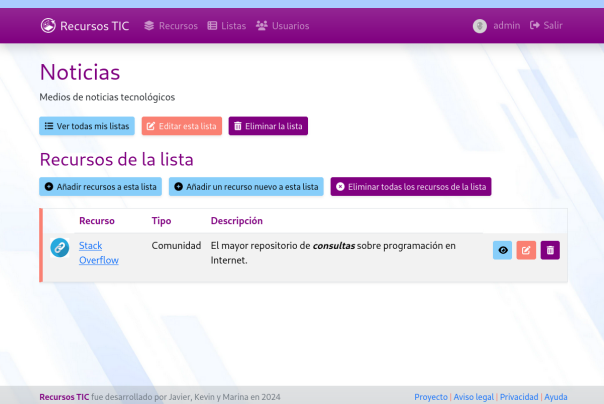 Recursos TIC Recursos Listas Usuarios admin Salir
Noticias
Medios de noticias tecnológicos
Ver todas mis listas Editar esta lista Eliminar la lista
Recursos de la lista
Añadir recursos a esta lista Añadir un recurso nuevo a esta lista Eliminar todas los recursos de la lista
Recurso Tipo Descripción
Stack Comunidad El mayor repositorio de consultas sobre programación en
Overflow Internet.
Recursos TIC fue desarrollado por Javier, Kevin y Marina en 2024 Proyecto | Aviso legal | Privacidad | Ayuda